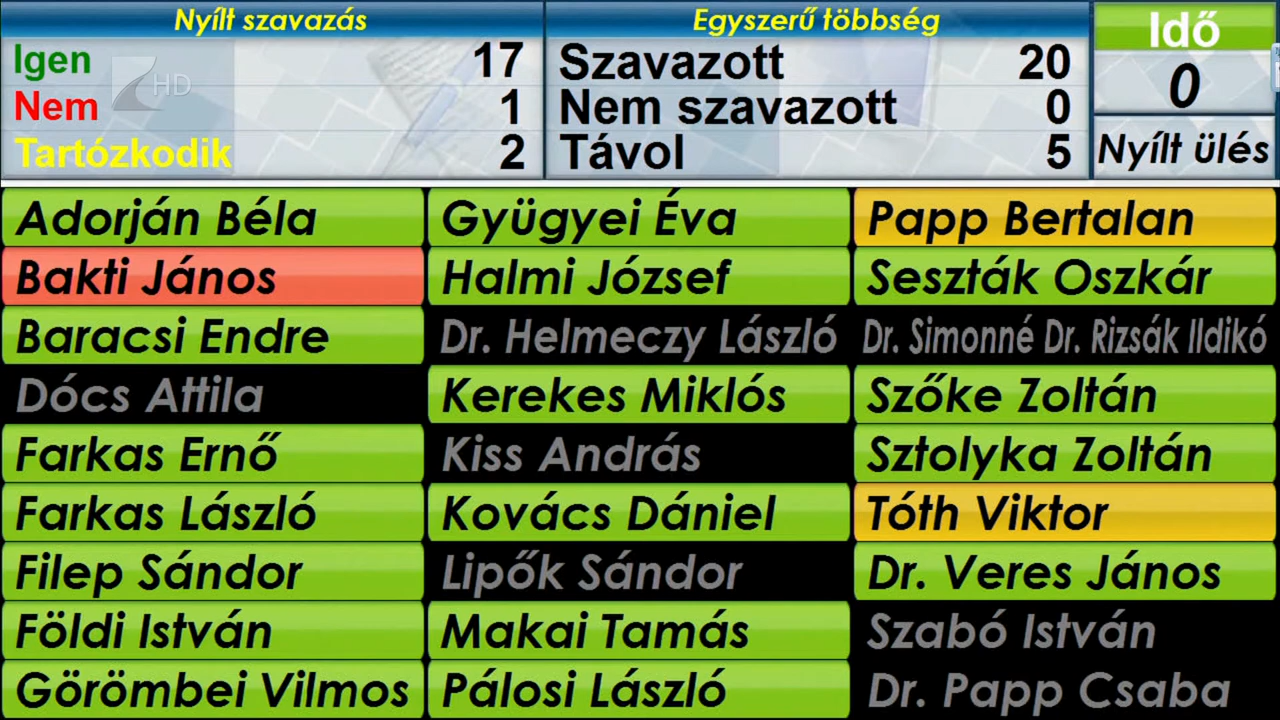 Nyílt szavazás
Igen 17
Nem 1
Tartózkodik 2
HD
Egyszerű többség
Szavazott 20
Nem szavazott 0
Távol 5
Idő
0
Nyílt ülés
Adorján Béla
Bakti János
Baracsi Endre
Dócs Attila
Farkas Ernő
Farkas László
Filep Sándor
Földi István
Görömbei Vilmos
Gyügyei Éva
Halmi József
Dr. Helmeczy László
Kerekes Miklós
Kiss András
Kovács Dániel
Lipők Sándor
Makai Tamás
Pálosi László
Papp Bertalan
Seszták Oszkár
Dr. Simonné Dr. Rizsák Ildikó
Szőke Zoltán
Sztolyka Zoltán
Tóth Viktor
Dr. Veres János
Szabó István
Dr. Papp Csaba